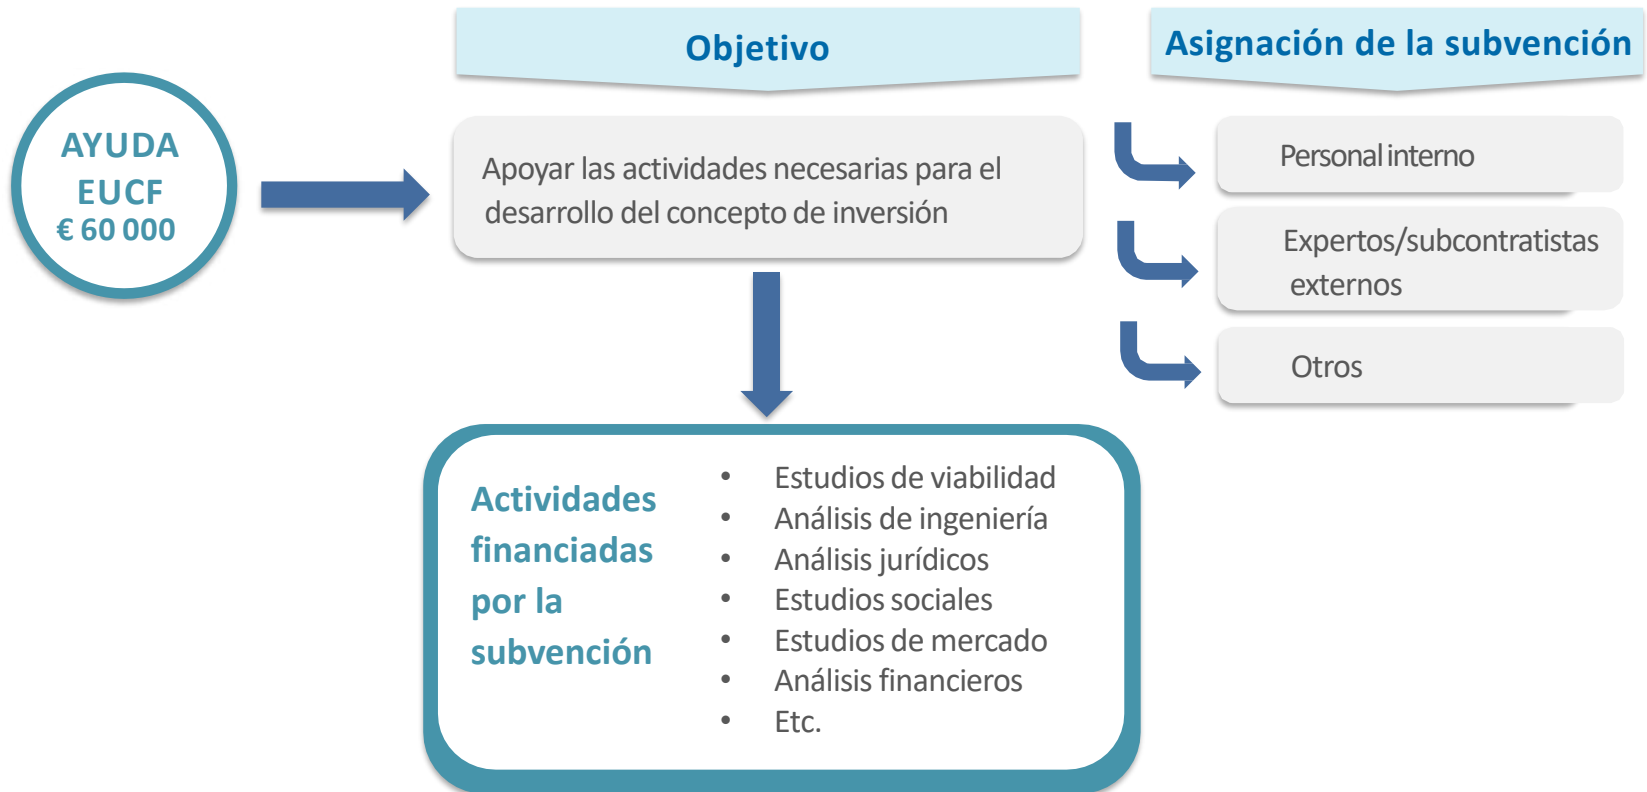 Objetivo
Asignación de la subvención
AYUDA
EUCF
€ 60 000
Apoyar las actividades necesarias para el
desarrollo del concepto de inversión
Personal interno
Expertos/subcontratistas
externos
Otros
Actividades
financiadas
por la
subvención
• Estudios de viabilidad
• Análisis de ingeniería
• Análisis jurídicos
• Estudios sociales
• Estudios de mercado
• Análisis financieros
• Etc.